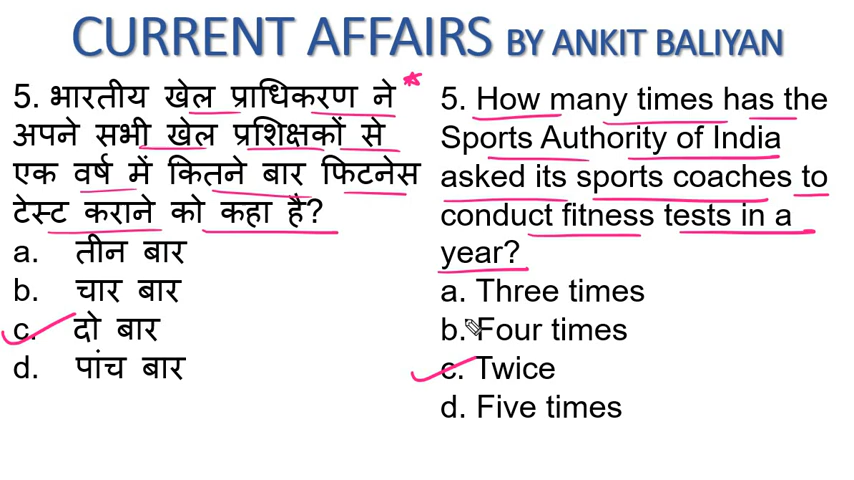 CURRENT AFFAIRS BY ANKIT BALIYAN
5. भारतीय खेल प्राधिकरण ने
अपने सभी खेल प्रशिक्षकों से
एक वर्ष में कितने बार फिटनेस
टेस्ट कराने को कहा है?
a. तीन बार
b. चार बार
c. दो बार
d. पांच बार
5. How many times has the
Sports Authority of India
asked its sports coaches to
conduct fitness tests in a
year?
a. Three times
b. Four times
c. Twice
d. Five times